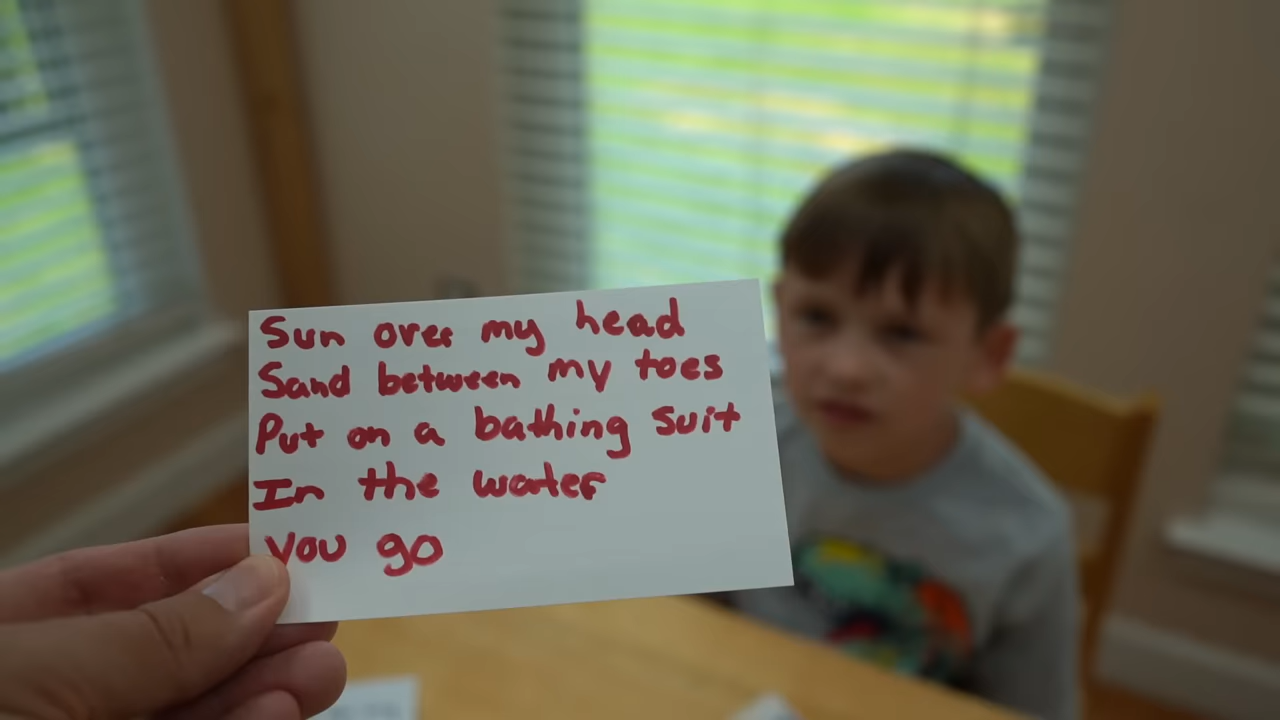 Sun over my head
Sand between my toes
Put on a bathing suit
In the water
you go